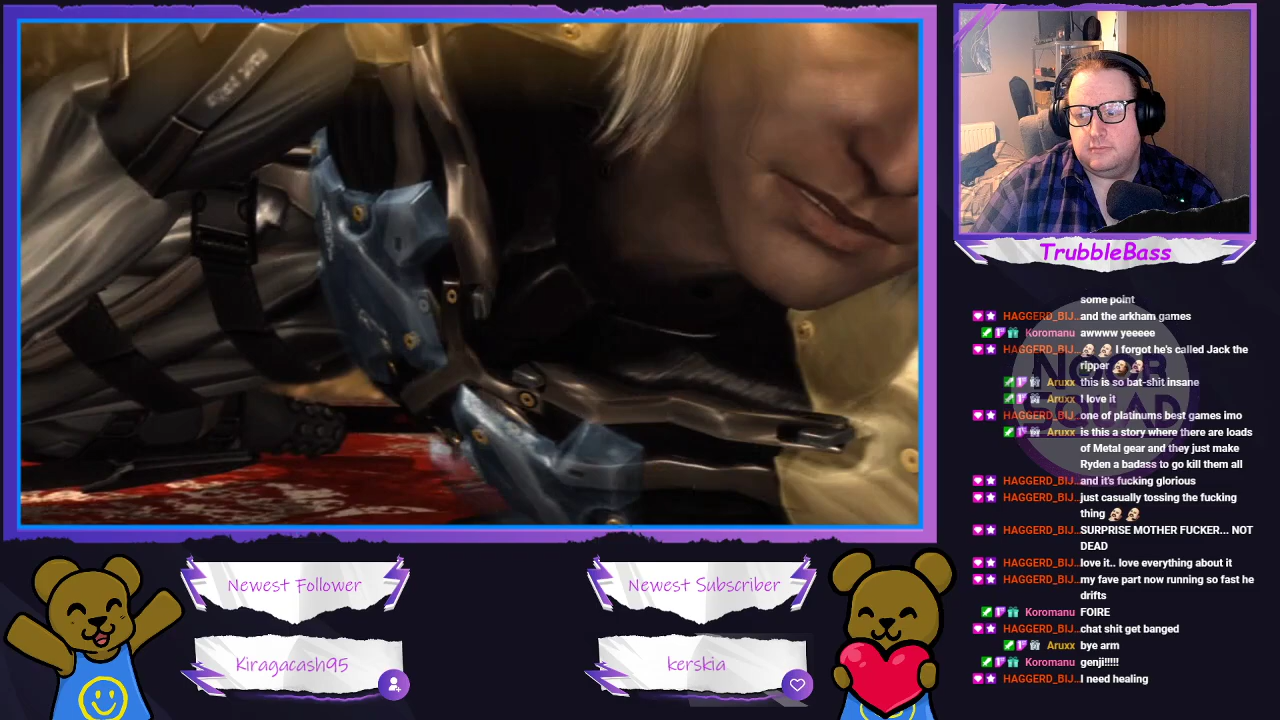 TrubbleBass
some point
HAGGERD_BIJ... and the arkham games
Koromanu awwww yeeeee
HAGGERD_BIJ... I forgot he's called Jack the
ripper
Aruxx this is so bat-shit insane
Aruxx I love it
HAGGERD_BIJ... one of platinums best games imo
Aruxx is this a story where there are loads
of Metal gear and they just make
Ryden a badass to go kill them all
HAGGERD_BIJ... and it's fucking glorious
HAGGERD_BIJ... just casually tossing the fucking
thing
HAGGERD_BIJ... SURPRISE MOTHER FUCKER... NOT
DEAD
HAGGERD_BIJ... love it.. love everything about it
HAGGERD_BIJ... my fave part now running so fast he
drifts
Koromanu FOIRE
HAGGERD_BIJ... chat shit get banged
Aruxx bye arm
Koromanu genji!!!!!
HAGGERD_BIJ... I need healing
NOOB
SQUAD
Newest Follower
Kiragacash95
Newest Subscriber
kerskia